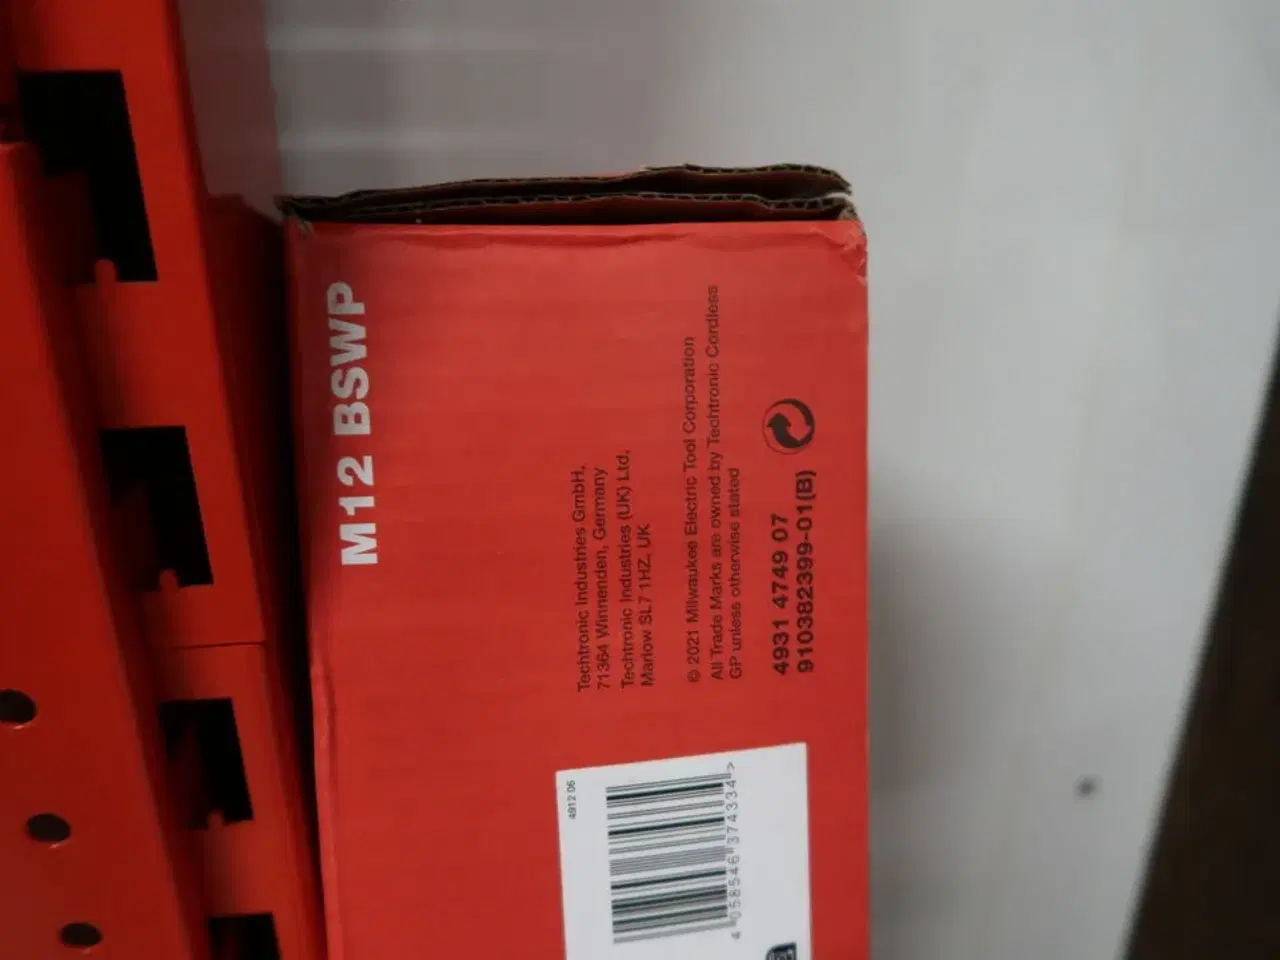 M12 BSWP
Techtronic Industries GmbH,
71364 Winnenden, Germany
Techtronic Industries (UK) Ltd,
Marlow SL7 1HZ, UK
© 2021 Milwaukee Electric Tool Corporation
All Trade Marks are owned by Techtronic Cordless
GP unless otherwise stated
4931 4749 07
910382399-01(B)
4912 06
4 058546 374334 >